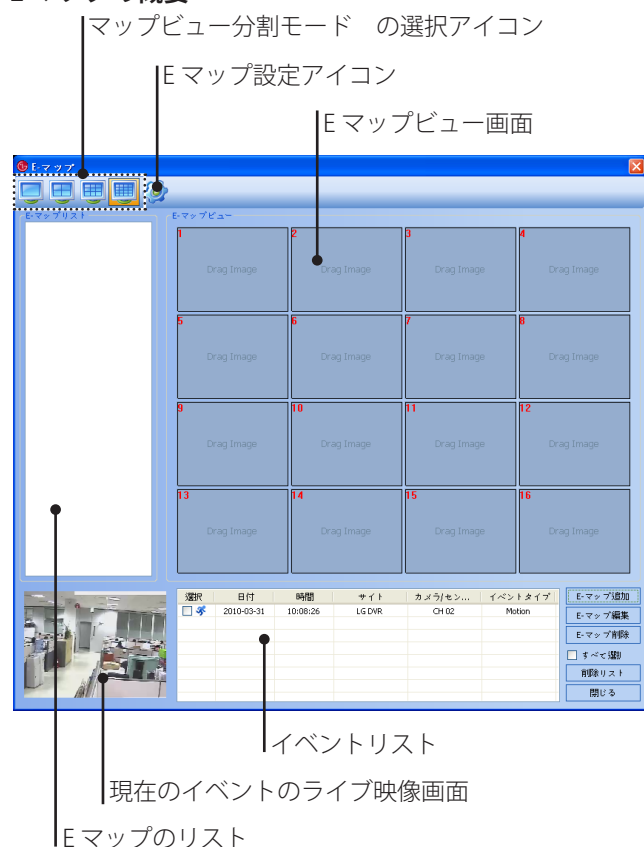 マップビュー分割モード　の選択アイコン
E マップ設定アイコン
E マップビュー画面
E-マップ
E-マップリスト
E-マップビュー
1 2 3 4
Drag Image Drag Image Drag Image Drag Image
5 6 7 8
Drag Image Drag Image Drag Image Drag Image
9 10 11 12
Drag Image Drag Image Drag Image Drag Image
13 14 15 16
Drag Image Drag Image Drag Image Drag Image
選択 日付 時間 サイト カメラ/セン... イベントタイプ
2010-03-31 10:08:26 LG DVR CH 02 Motion
E-マップ追加
E-マップ編集
E-マップ削除
すべて選択
削除リスト
閉じる
イベントリスト
現在のイベントのライブ映像画面
E マップのリスト